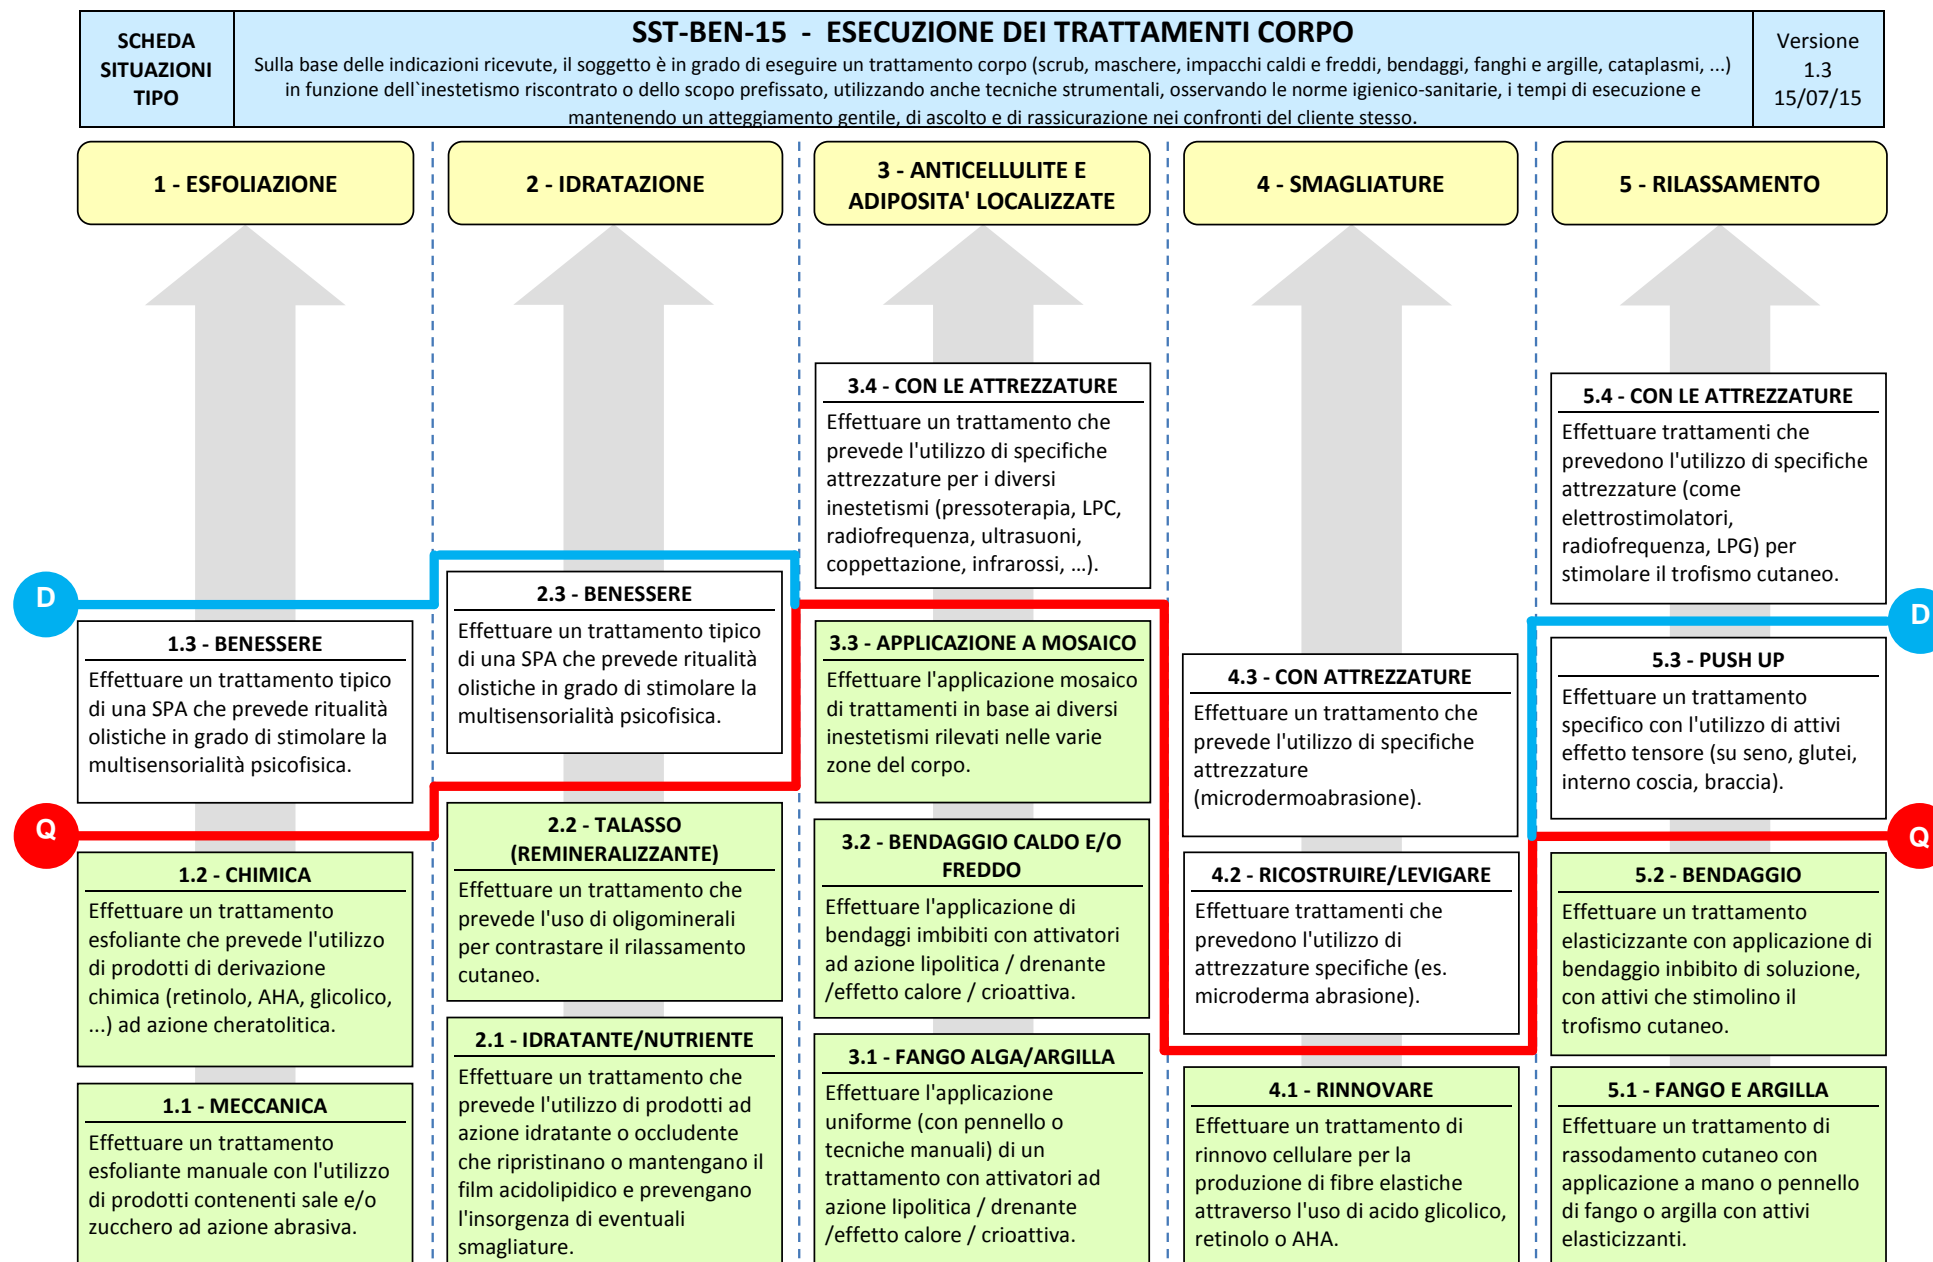 SCHEDA
SITUAZIONI
TIPO
SST-BEN-15 - ESECUZIONE DEI TRATTAMENTI CORPO
Sulla base delle indicazioni ricevute, il soggetto è in grado di eseguire un trattamento corpo (scrub, maschere, impacchi caldi e freddi, bendaggi, fanghi e argille, cataplasmi, ...)
in funzione dell`inestetismo riscontrato o dello scopo prefissato, utilizzando anche tecniche strumentali, osservando le norme igienico-sanitarie, i tempi di esecuzione e
mantenendo un atteggiamento gentile, di ascolto e di rassicurazione nei confronti del cliente stesso.
Versione
1.3
15/07/15
1 - ESFOLIAZIONE
D
1.3 - BENESSERE
Effettuare un trattamento tipico
di una SPA che prevede ritualità
olistiche in grado di stimolare la
multisensorialità psicofisica.
Q
1.2 - CHIMICA
Effettuare un trattamento
esfoliante che prevede l'utilizzo
di prodotti di derivazione
chimica (retinolo, AHA, glicolico,
...) ad azione cheratolitica.
1.1 - MECCANICA
Effettuare un trattamento
esfoliante manuale con l'utilizzo
di prodotti contenenti sale e/o
zucchero ad azione abrasiva.
2 - IDRATAZIONE
2.3 - BENESSERE
Effettuare un trattamento tipico
di una SPA che prevede ritualità
olistiche in grado di stimolare la
multisensorialità psicofisica.
2.2 - TALASSO
(REMINERALIZZANTE)
Effettuare un trattamento che
prevede l'uso di oligominerali
per contrastare il rilassamento
cutaneo.
2.1 - IDRATANTE/NUTRIENTE
Effettuare un trattamento che
prevede l'utilizzo di prodotti ad
azione idratante o occludente
che ripristinano o mantengano il
film acidolipidico e prevengano
l'insorgenza di eventuali
smagliature.
3 - ANTICELLULITE E
ADIPOSITA' LOCALIZZATE
3.4 - CON LE ATTREZZATURE
Effettuare un trattamento che
prevede l'utilizzo di specifiche
attrezzature per i diversi
inestetismi (pressoterapia, LPC,
radiofrequenza, ultrasuoni,
coppettazione, infrarossi, ...).
3.3 - APPLICAZIONE A MOSAICO
Effettuare l'applicazione mosaico
di trattamenti in base ai diversi
inestetismi rilevati nelle varie
zone del corpo.
3.2 - BENDAGGIO CALDO E/O
FREDDO
Effettuare l'applicazione di
bendaggi imbibiti con attivatori
ad azione lipolitica / drenante
/effetto calore / crioattiva.
3.1 - FANGO ALGA/ARGILLA
Effettuare l'applicazione
uniforme (con pennello o
tecniche manuali) di un
trattamento con attivatori ad
azione lipolitica / drenante
/effetto calore / crioattiva.
4 - SMAGLIATURE
4.3 - CON ATTREZZATURE
Effettuare un trattamento che
prevede l'utilizzo di specifiche
attrezzature
(microdermoabrasione).
4.2 - RICOSTRUIRE/LEVIGARE
Effettuare trattamenti che
prevedono l'utilizzo di
attrezzature specifiche (es.
microderma abrasione).
4.1 - RINNOVARE
Effettuare un trattamento di
rinnovo cellulare per la
produzione di fibre elastiche
attraverso l'uso di acido glicolico,
retinolo o AHA.
5 - RILASSAMENTO
5.4 - CON LE ATTREZZATURE
Effettuare trattamenti che
prevedono l'utilizzo di specifiche
attrezzature (come
elettrostimolatori,
radiofrequenza, LPG) per
stimolare il trofismo cutaneo.
D
5.3 - PUSH UP
Effettuare un trattamento
specifico con l'utilizzo di attivi
effetto tensore (su seno, glutei,
interno coscia, braccia).
Q
5.2 - BENDAGGIO
Effettuare un trattamento
elasticizzante con applicazione di
bendaggio inbibito di soluzione,
con attivi che stimolino il
trofismo cutaneo.
5.1 - FANGO E ARGILLA
Effettuare un trattamento di
rassodamento cutaneo con
applicazione a mano o pennello
di fango o argilla con attivi
elasticizzanti.